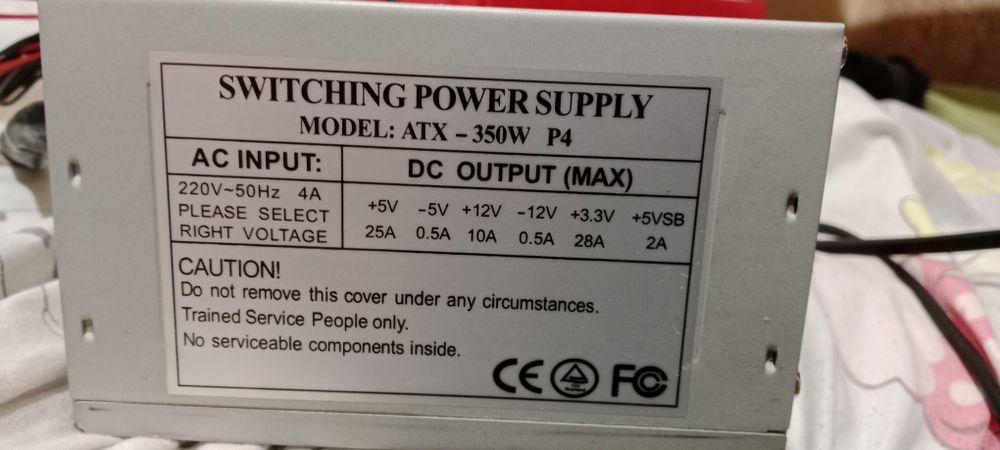 SWITCHING POWER SUPPLY
MODEL: ATX – 350W P4
AC INPUT:
220V~50Hz 4A
PLEASE SELECT
RIGHT VOLTAGE
DC OUTPUT (MAX)
+5V –5V +12V –12V +3.3V +5VSB
25A 0.5A 10A 0.5A 28A 2A
CAUTION!
Do not remove this cover under any circumstances.
Trained Service People only.
No serviceable components inside.
CE FC